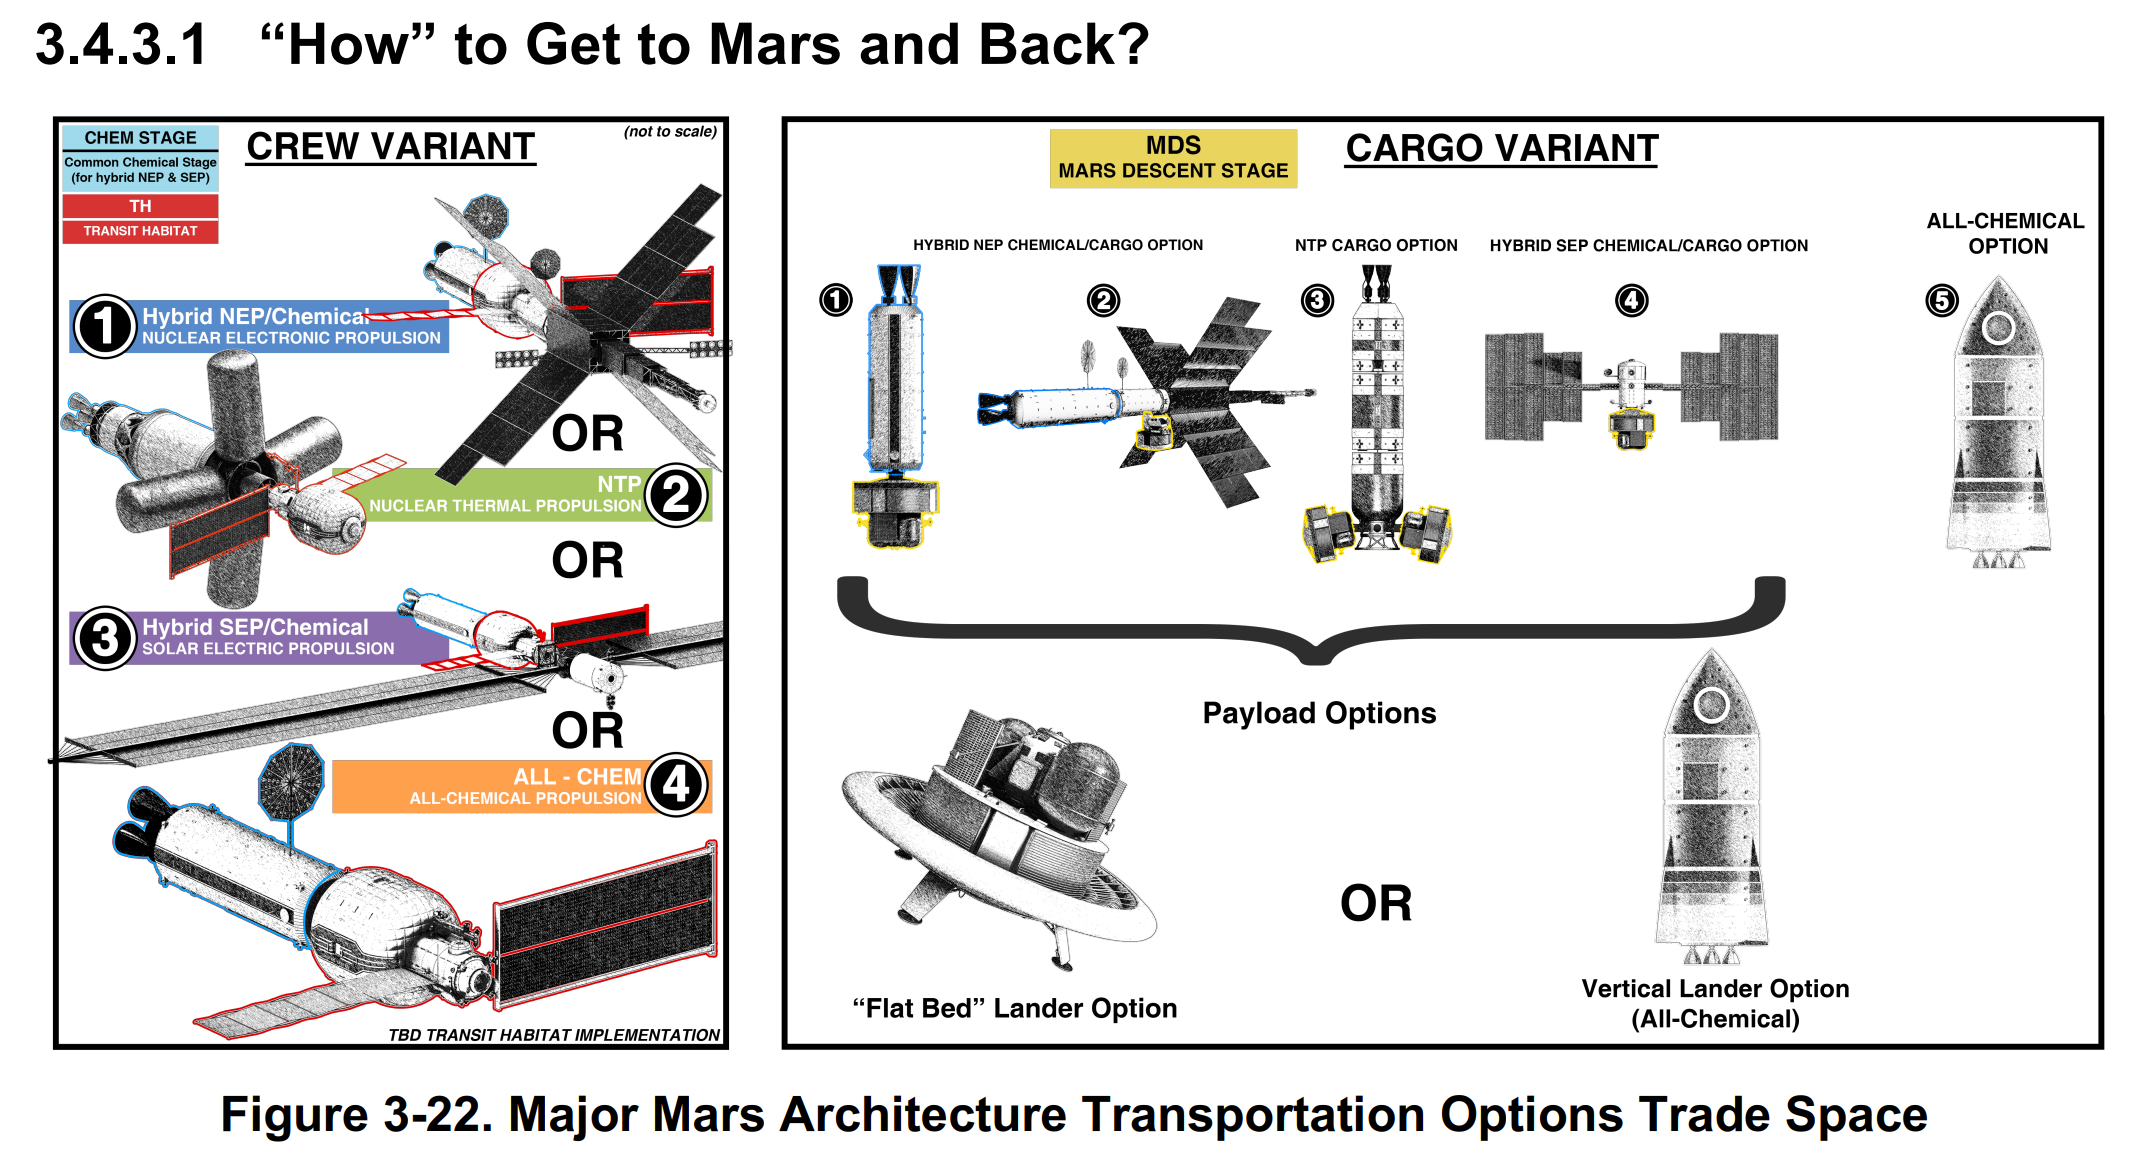 3.4.3.1 “How” to Get to Mars and Back?
CHEM STAGE
Common Chemical Stage
(for hybrid NEP & SEP)
TH
TRANSIT HABITAT
CREW VARIANT
(not to scale)
1
Hybrid NEP/Chemical
NUCLEAR ELECTRONIC PROPULSION
OR
NTP
NUCLEAR THERMAL PROPULSION
2
OR
3
Hybrid SEP/Chemical
SOLAR ELECTRIC PROPULSION
OR
ALL - CHEM
ALL-CHEMICAL PROPULSION
4
TBD TRANSIT HABITAT IMPLEMENTATION
MDS
MARS DESCENT STAGE
CARGO VARIANT
HYBRID NEP CHEMICAL/CARGO OPTION
1
2
NTP CARGO OPTION
3
HYBRID SEP CHEMICAL/CARGO OPTION
4
ALL-CHEMICAL
OPTION
5
Payload Options
“Flat Bed” Lander Option
OR
Vertical Lander Option
(All-Chemical)
Figure 3-22. Major Mars Architecture Transportation Options Trade Space